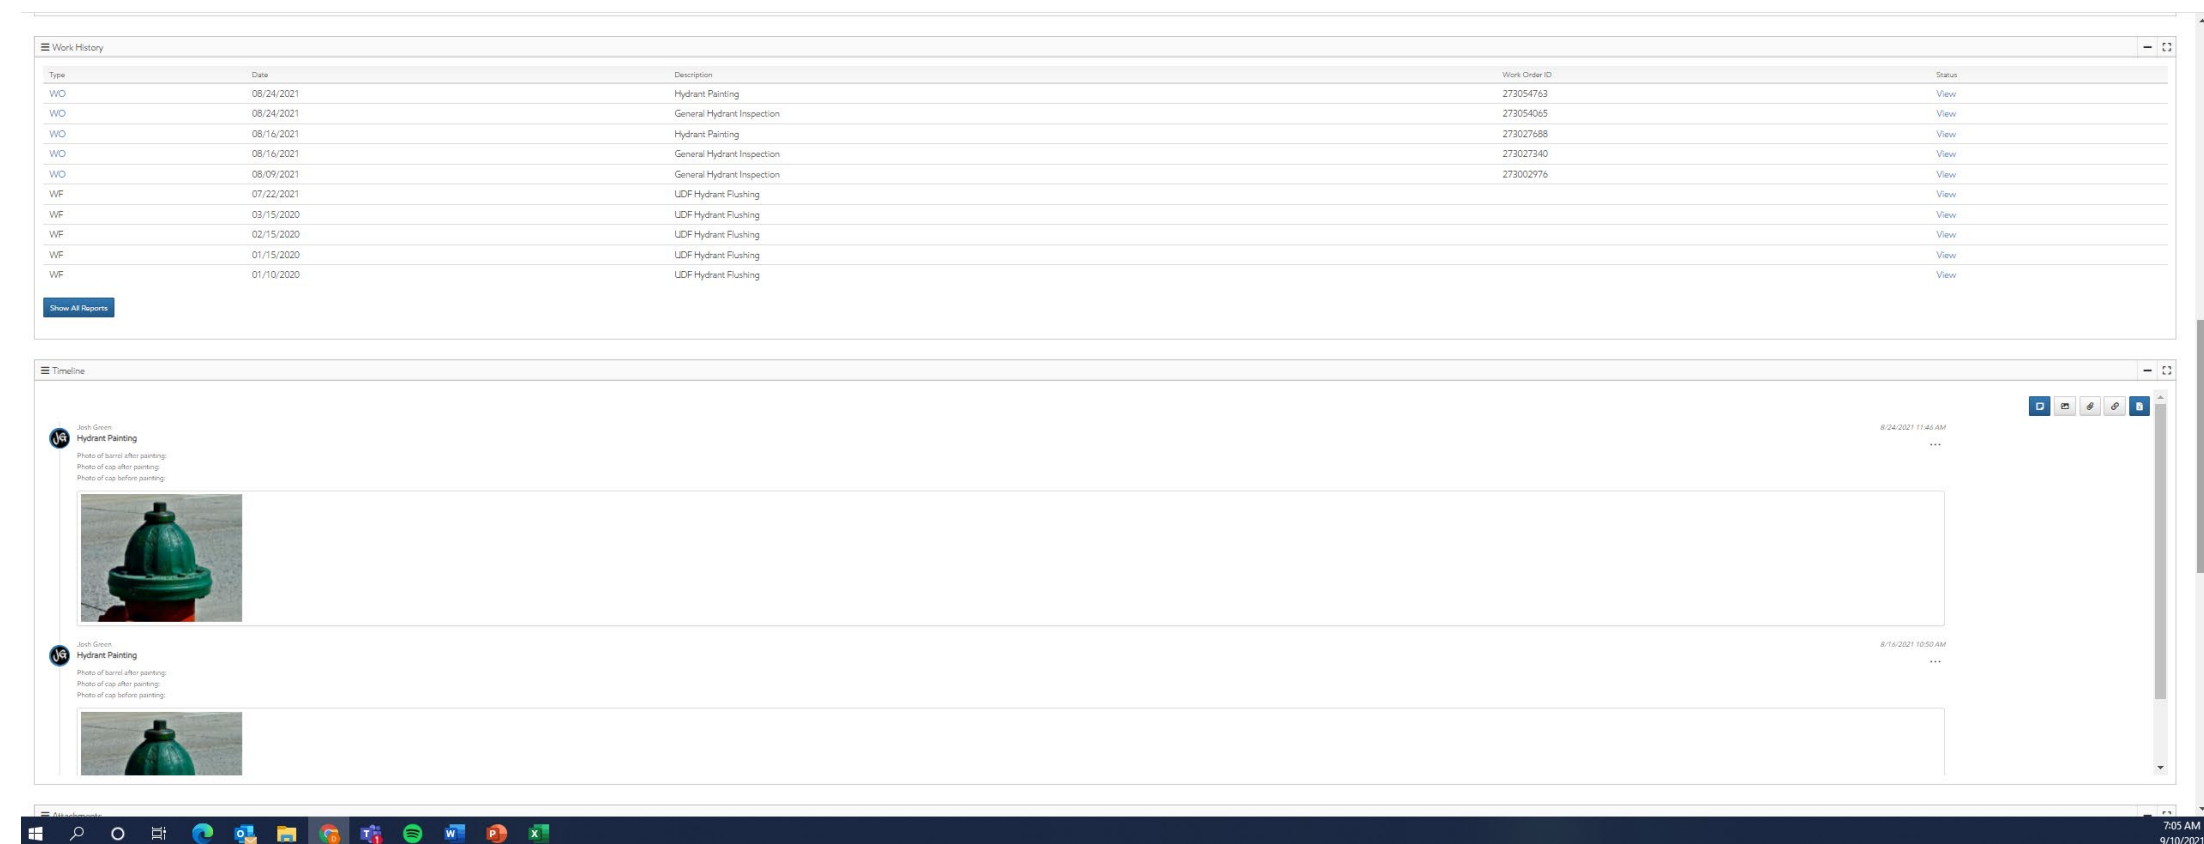 Work History
Type Date Description Work Order ID Status
WO 08/24/2021 Hydrant Painting 273054763 View
WO 08/24/2021 General Hydrant Inspection 273054065 View
WO 08/16/2021 Hydrant Painting 273027688 View
WO 08/16/2021 General Hydrant Inspection 273027340 View
WO 08/09/2021 General Hydrant Inspection 273002976 View
WF 07/22/2021 UDF Hydrant Flushing View
WF 03/15/2020 UDF Hydrant Flushing View
WF 02/15/2020 UDF Hydrant Flushing View
WF 01/15/2020 UDF Hydrant Flushing View
WF 01/10/2020 UDF Hydrant Flushing View
Show All Reports
Timeline
Josh Green 8/24/2021 11:46 AM
JG Hydrant Painting
Photo of barrel after painting:
Photo of cap after painting:
Photo of cap before painting:
Josh Green 8/16/2021 10:50 AM
JG Hydrant Painting
Photo of barrel after painting:
Photo of cap after painting:
Photo of cap before painting:
Attachments
7:05 AM
9/10/2021